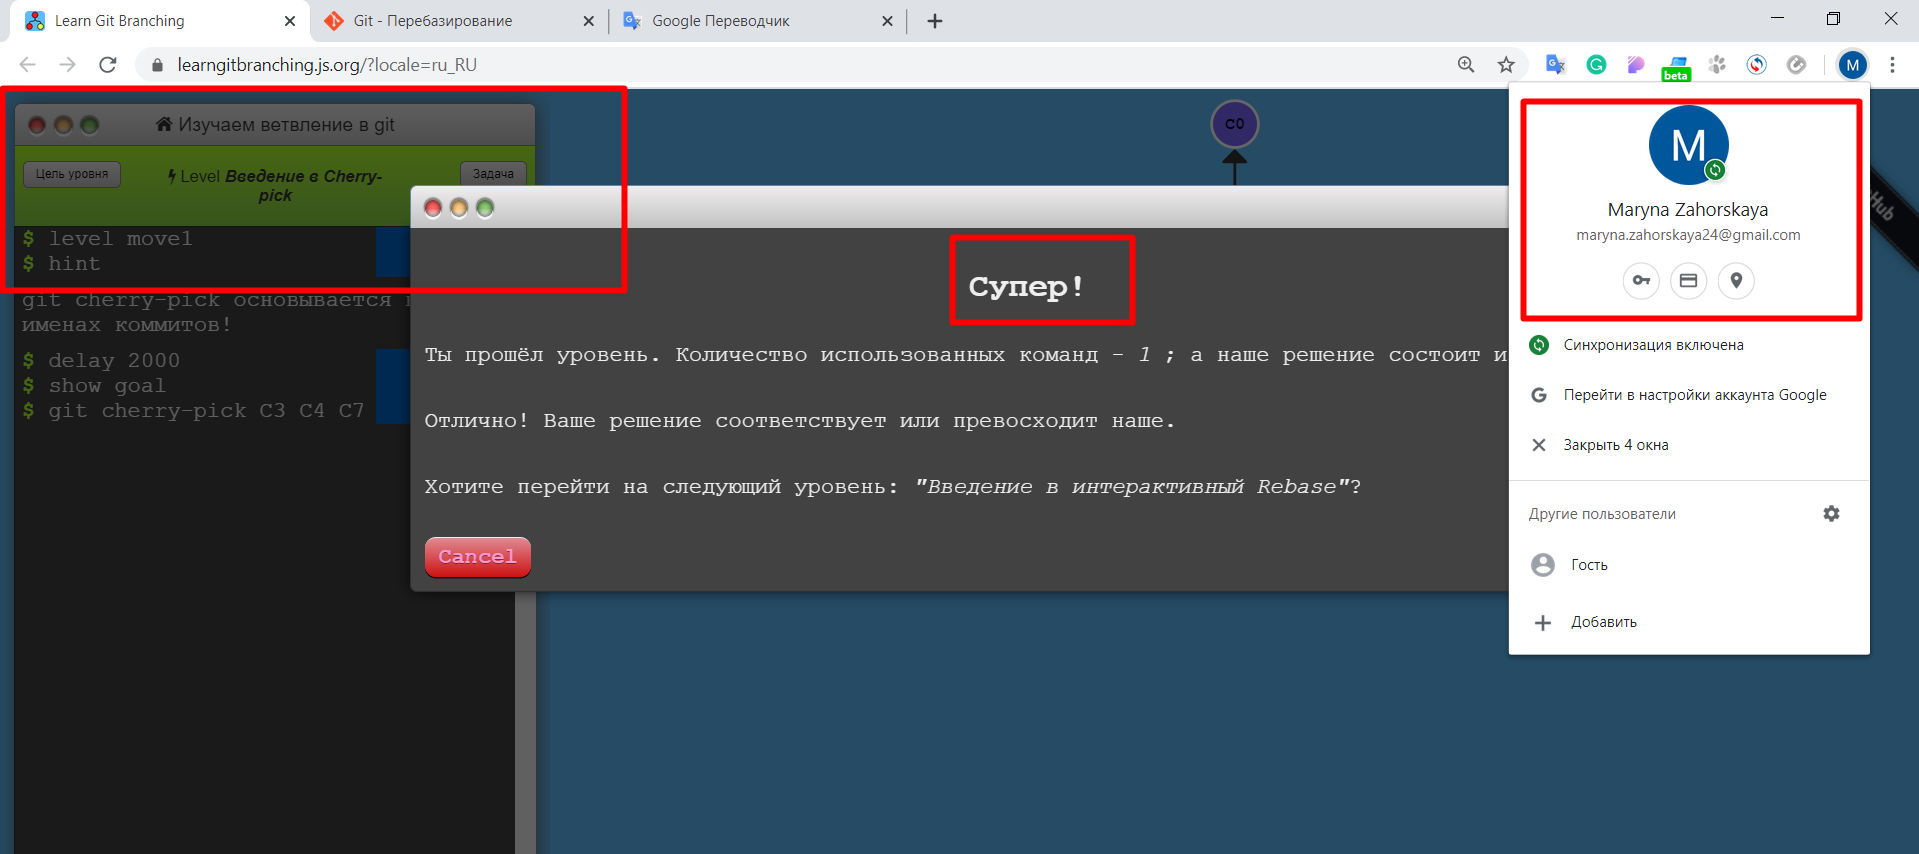 Learn Git Branching
Git - Перебазирование
Google Переводчик
learngitbranching.js.org/?locale=ru_RU
beta
M
Изучаем ветвление в git
C0
Цель уровня
Level Введение в Cherry-
pick
Задача
$ level move1
$ hint
git cherry-pick основывается
именах коммитов!
$ delay 2000
$ show goal
$ git cherry-pick C3 C4 C7
Супер!
Ты прошёл уровень. Количество использованных команд - 1 ; а наше решение состоит и
Отлично! Ваше решение соответствует или превосходит наше.
Хотите перейти на следующий уровень: "Введение в интерактивный Rebase"?
Cancel
M
Maryna Zahorskaya
maryna.zahorskaya24@gmail.com
Синхронизация включена
G Перейти в настройки аккаунта Google
Закрыть 4 окна
Другие пользователи
Гость
Добавить
Hub